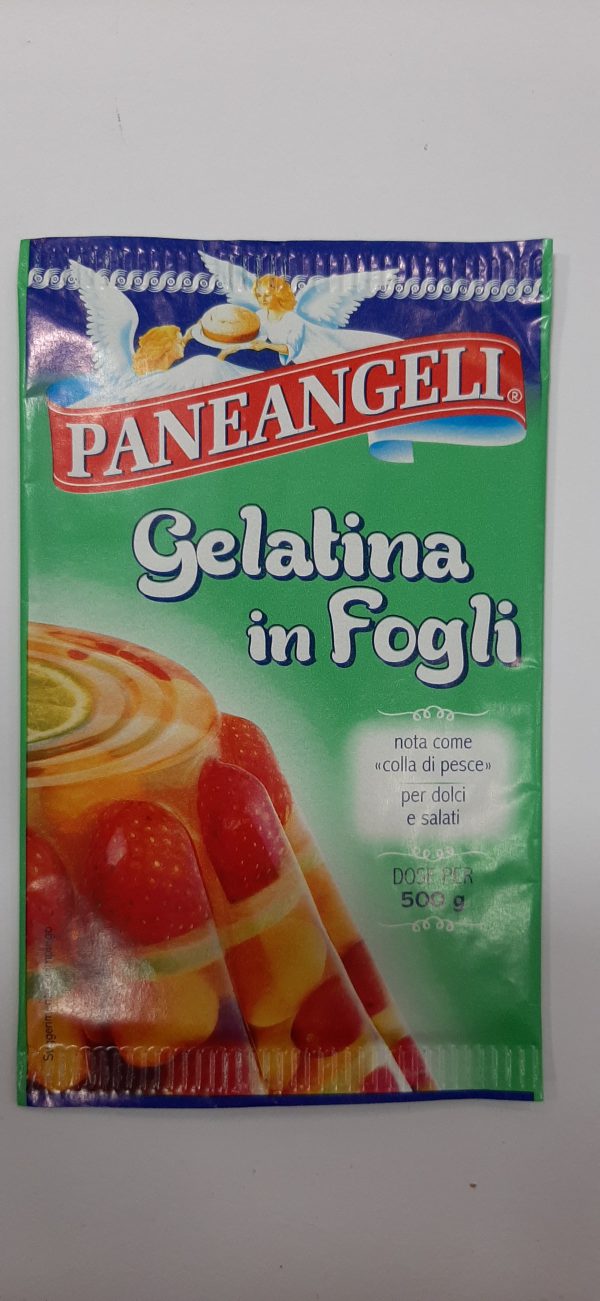 PANEANGELI®
Gelatina
in Fogli
nota come
«colla di pesce»
per dolci
e salati
DOSE PER
500 g